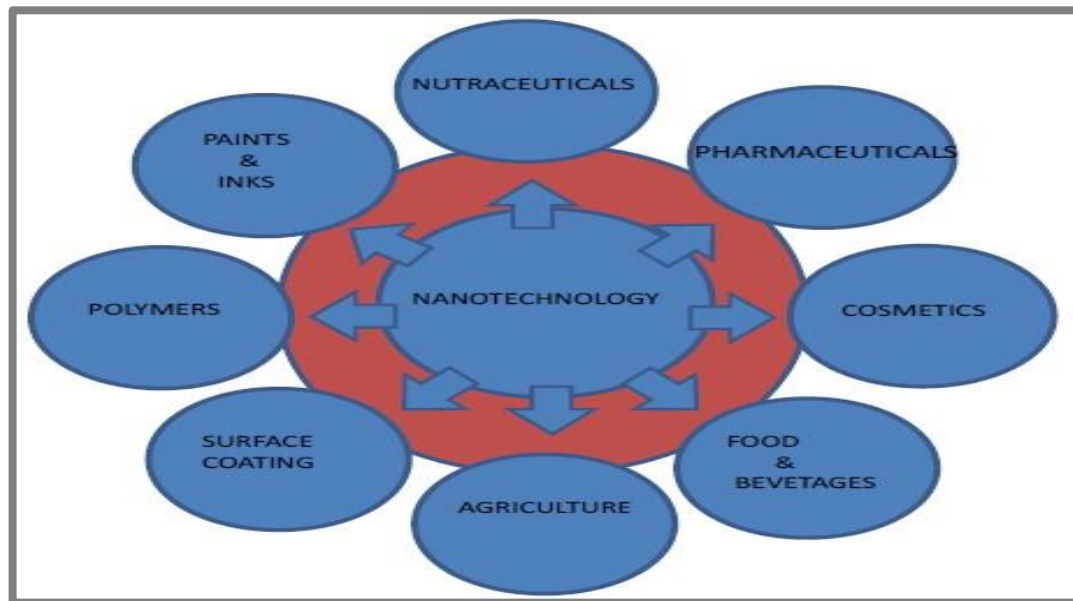 NUTRACEUTICALS
PHARMACEUTICALS
COSMETICS
FOOD
&
BEVETAGES
AGRICULTURE
SURFACE
COATING
POLYMERS
PAINTS
&
INKS
NANOTECHNOLOGY